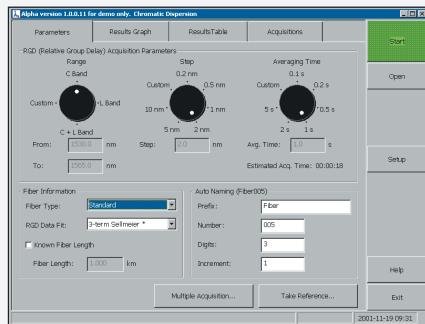 Alpha version 1.0.0.11 for demo only. Chromatic Dispersion
Parameters
Results Graph
ResultsTable
Acquisitions
RGD (Relative Group Delay) Acquisition Parameters
Range
C Band
Custom
L Band
C + L Band
From: 1530.0 nm
To: 1565.0 nm
Step
0.2 nm
Custom
0.5 nm
10 nm
1 nm
5 nm
2 nm
Step: 2.0 nm
Averaging Time
0.1 s
Custom
0.2 s
5 s
0.5 s
2 s
1 s
Avg. Time: 1.0 s
Estimated Acq. Time: 00:00:18
Fiber Information
Fiber Type: Standard
RGD Data Fit: 3-term Sellmeier *
Known Fiber Length
Fiber Length: 1.000 km
Auto Naming (Fiber005)
Prefix: Fiber
Number: 005
Digits: 3
Increment: 1
Multiple Acquisition...
Take Reference...
Start
Open
Setup
Help
Exit
2001-11-19 09:31